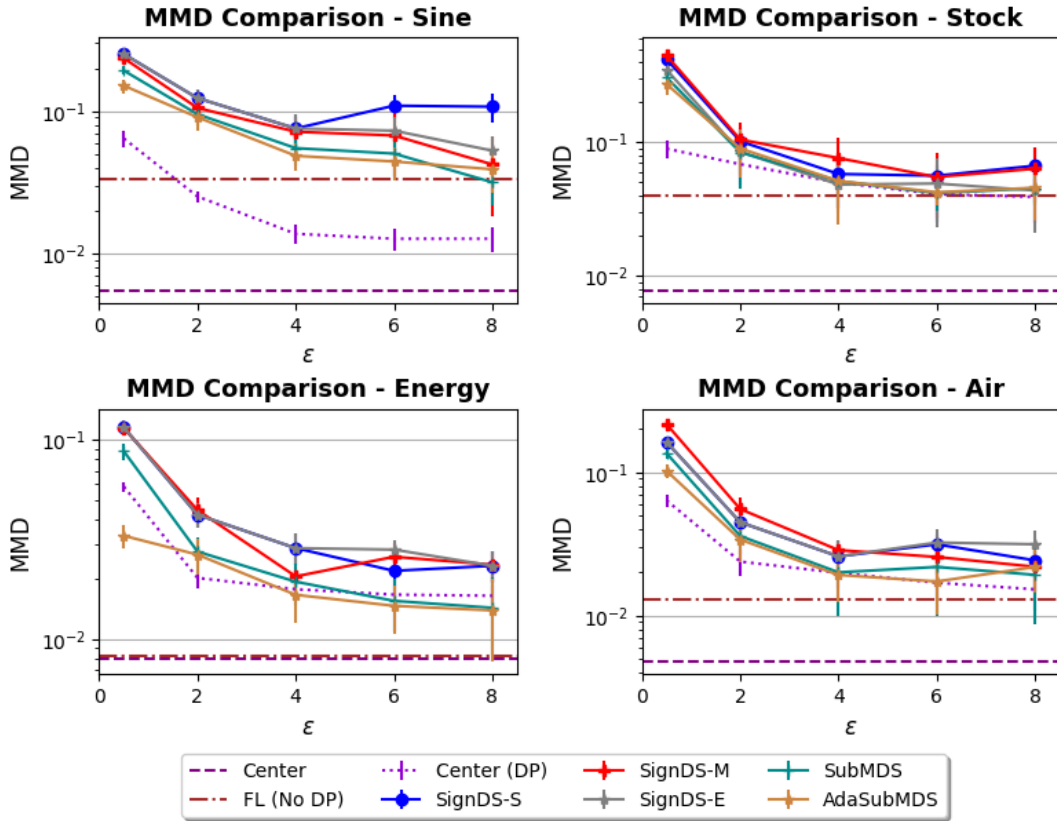 MMD Comparison - Sine
MMD
10⁻¹
10⁻²
0 2 4 6 8
ε
MMD Comparison - Stock
MMD
10⁻¹
10⁻²
0 2 4 6 8
ε
MMD Comparison - Energy
MMD
10⁻¹
10⁻²
0 2 4 6 8
ε
MMD Comparison - Air
MMD
10⁻¹
10⁻²
0 2 4 6 8
ε
Center Center (DP) SignDS-M SubMDS
FL (No DP) SignDS-S SignDS-E AdaSubMDS